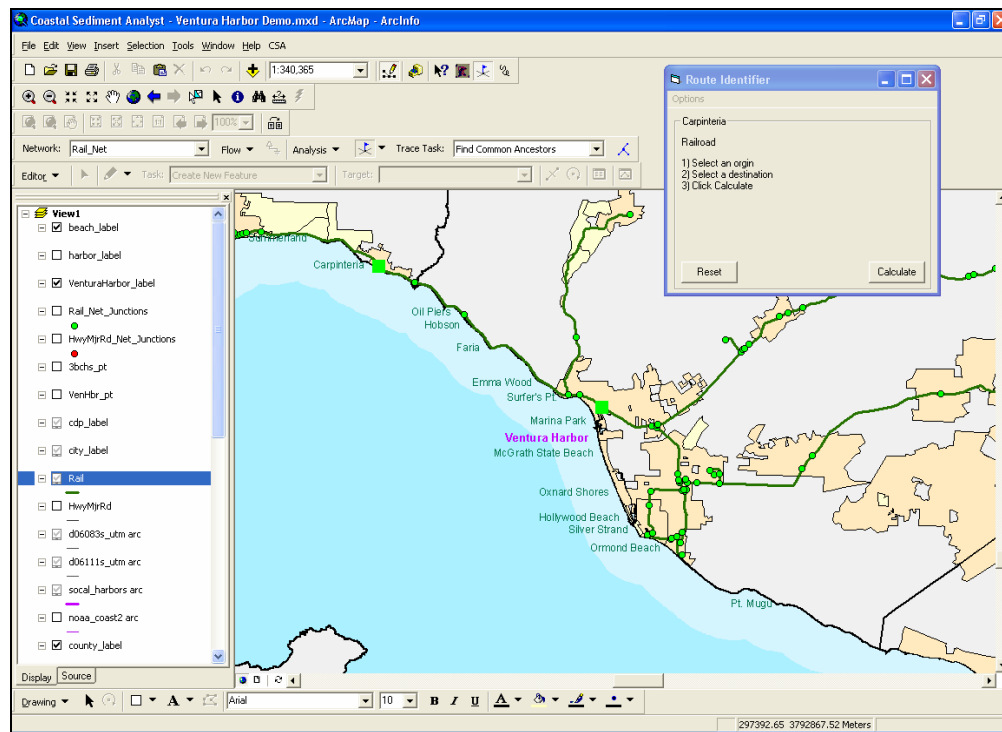 Coastal Sediment Analyst - Ventura Harbor Demo.mxd - ArcMap - ArcInfo
File Edit View Insert Selection Tools Window Help CSA
1:340,365
100%
Network: Rail_Net Flow Analysis Trace Task: Find Common Ancestors
Editor Task: Create New Feature Target:
View1
beach_label
harbor_label
VenturaHarbor_label
Rail_Net_Junctions
HwyMjrRd_Net_Junctions
3bchs_pt
VenHbr_pt
cdp_label
city_label
Rail
HwyMjrRd
d06083s_utm arc
d06111s_utm arc
socal_harbors arc
noaa_coast2 arc
county_label
Display Source
Route Identifier
Options
Carpinteria
Railroad
1) Select an orgin
2) Select a destination
3) Click Calculate
Reset Calculate
Summerland
Carpinteria
Oil Piers
Hobson
Faria
Emma Wood
Surfer's Pt.
Marina Park
Ventura Harbor
McGrath State Beach
Oxnard Shores
Hollywood Beach
Silver Strand
Ormond Beach
Pt. Mugu
Drawing A Arial 10 B I U A
297392.65 3792867.52 Meters